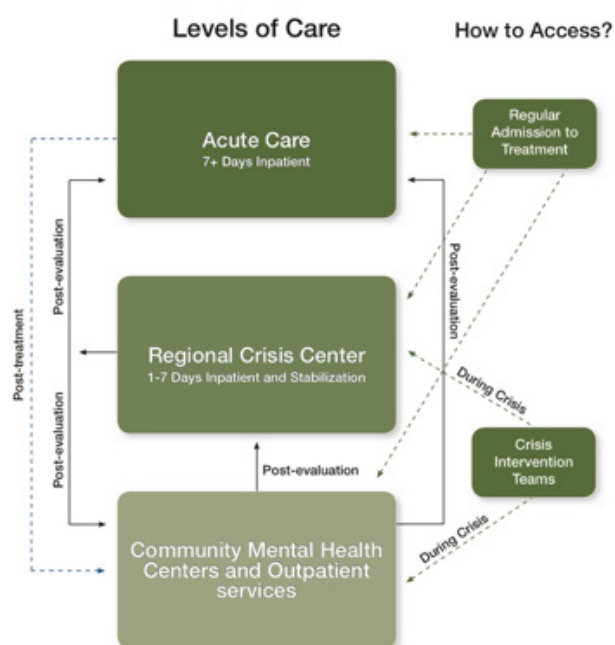 Levels of Care
How to Access?
Acute Care
7+ Days Inpatient
Regular
Admission to
Treatment
Post-evaluation
Post-evaluation
Post-treatment
Regional Crisis Center
1-7 Days Inpatient and Stabilization
During Crisis
Post-evaluation
Post-evaluation
Crisis
Intervention
Teams
During Crisis
Community Mental Health
Centers and Outpatient
services